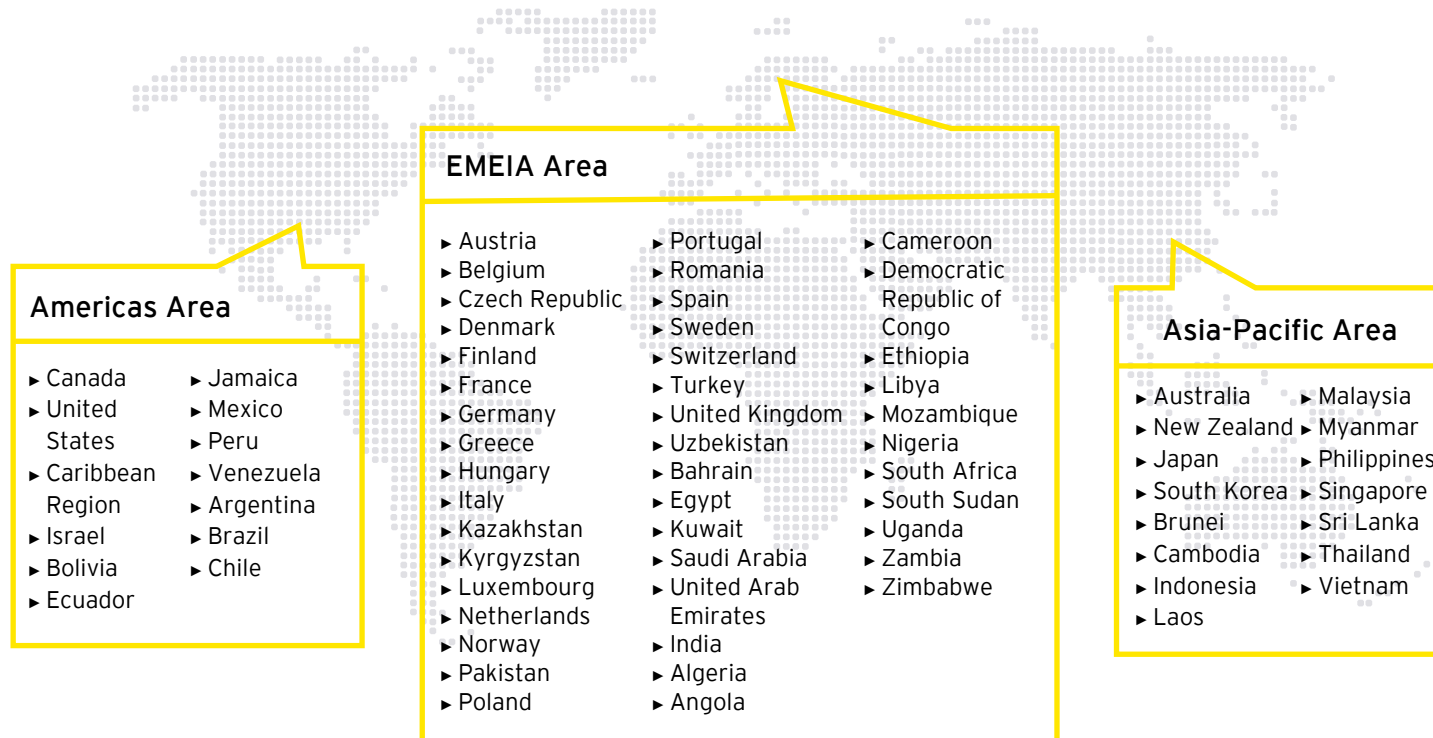 EMEIA Area
► Austria
► Belgium
► Czech Republic
► Denmark
► Finland
► France
► Germany
► Greece
► Hungary
► Italy
► Kazakhstan
► Kyrgyzstan
► Luxembourg
► Netherlands
► Norway
► Pakistan
► Poland
► Portugal
► Romania
► Spain
► Sweden
► Switzerland
► Turkey
► United Kingdom
► Uzbekistan
► Bahrain
► Egypt
► Kuwait
► Saudi Arabia
► United Arab
Emirates
► India
► Algeria
► Angola
► Cameroon
► Democratic
Republic of
Congo
► Ethiopia
► Libya
► Mozambique
► Nigeria
► South Africa
► South Sudan
► Uganda
► Zambia
► Zimbabwe
Americas Area
► Canada
► United
States
► Caribbean
Region
► Israel
► Bolivia
► Ecuador
► Jamaica
► Mexico
► Peru
► Venezuela
► Argentina
► Brazil
► Chile
Asia-Pacific Area
► Australia
► New Zealand
► Japan
► South Korea
► Brunei
► Cambodia
► Indonesia
► Laos
► Malaysia
► Myanmar
► Philippines
► Singapore
► Sri Lanka
► Thailand
► Vietnam